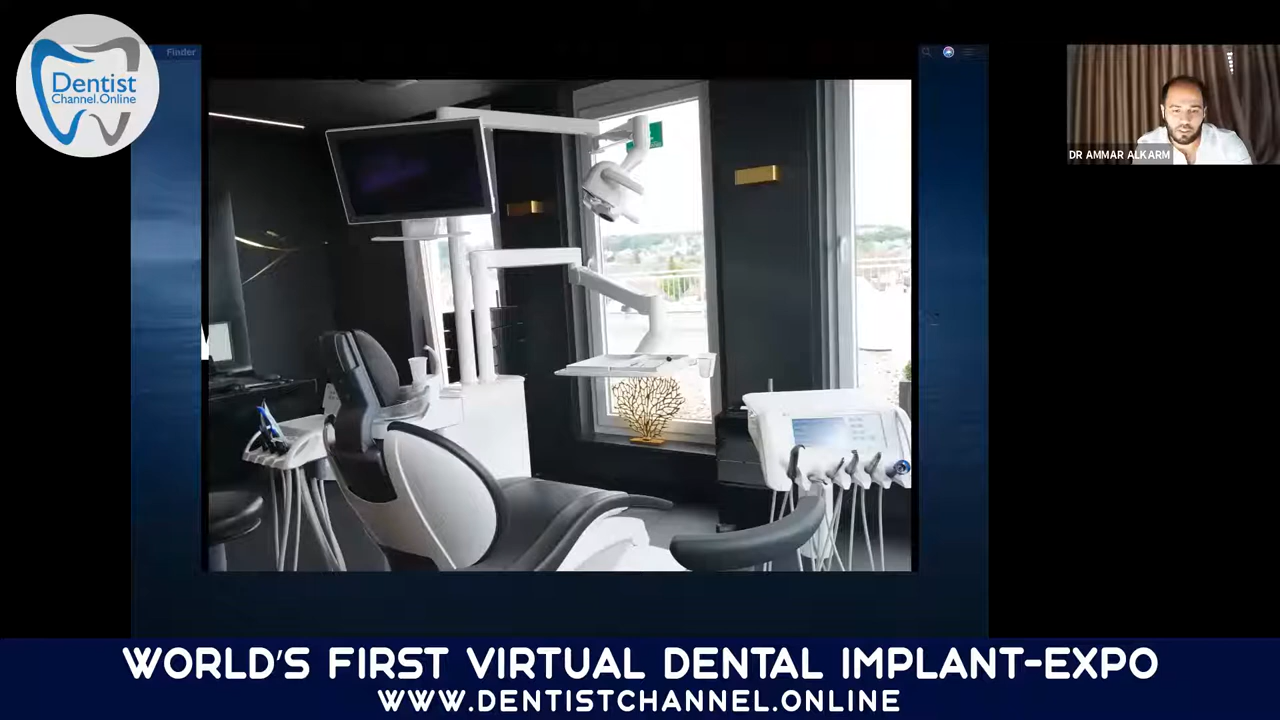 Dentist
Channel.Online
Finder
DR AMMAR ALKARM
WORLD'S FIRST VIRTUAL DENTAL IMPLANT-EXPO
WWW.DENTISTCHANNEL.ONLINE